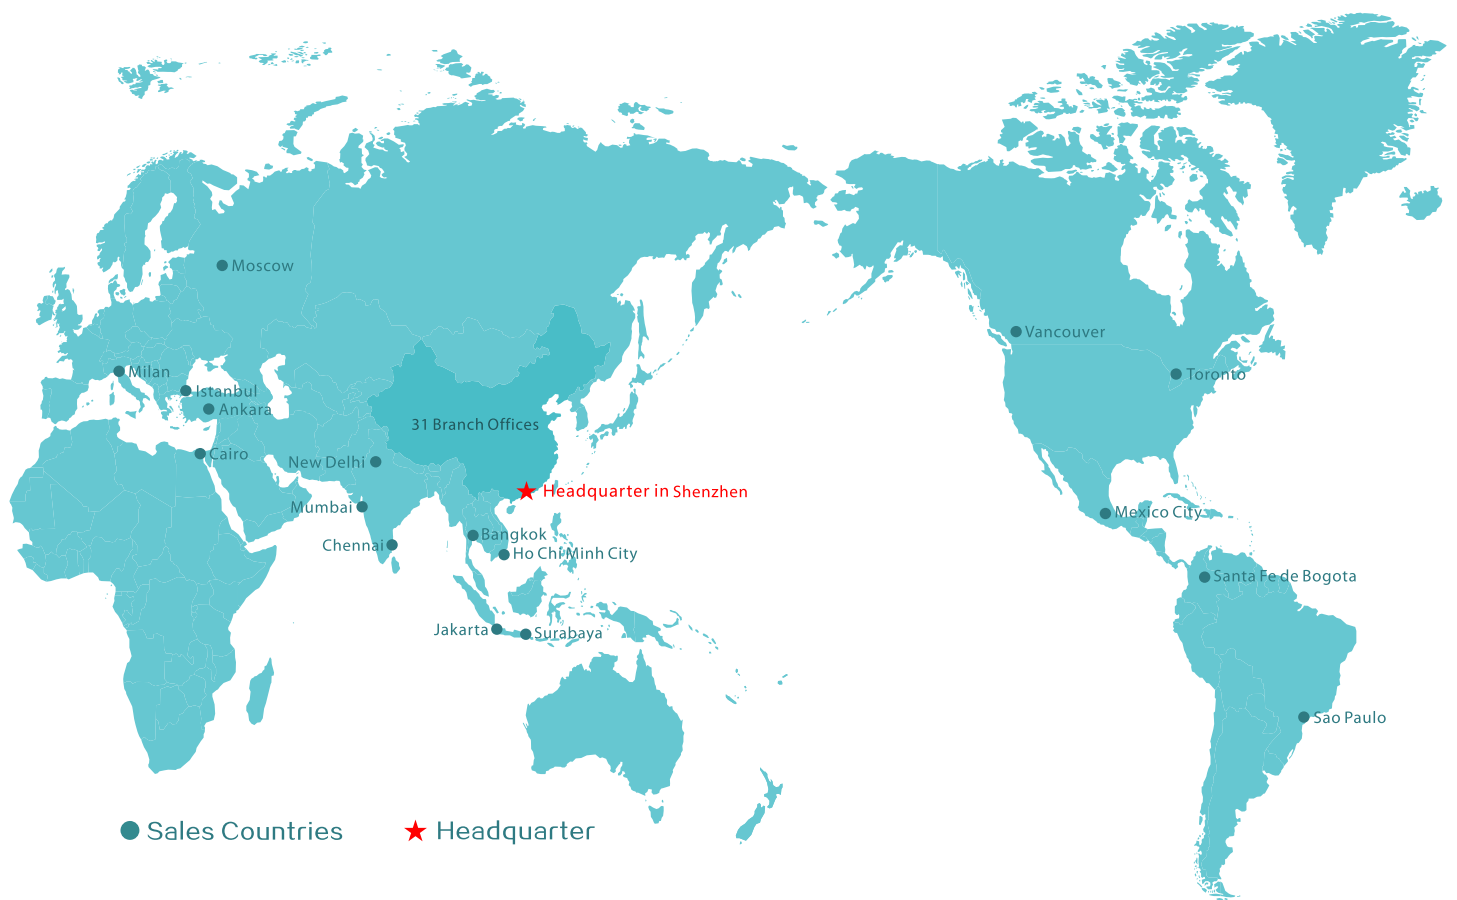 Moscow
Vancouver
Milan
Toronto
Istanbul
Ankara
31 Branch Offices
Cairo
New Delhi
Headquarter in Shenzhen
Mumbai
Mexico City
Bangkok
Chennai
Ho Chi Minh City
Santa Fe de Bogota
Jakarta
Surabaya
Sao Paulo
Sales Countries
Headquarter